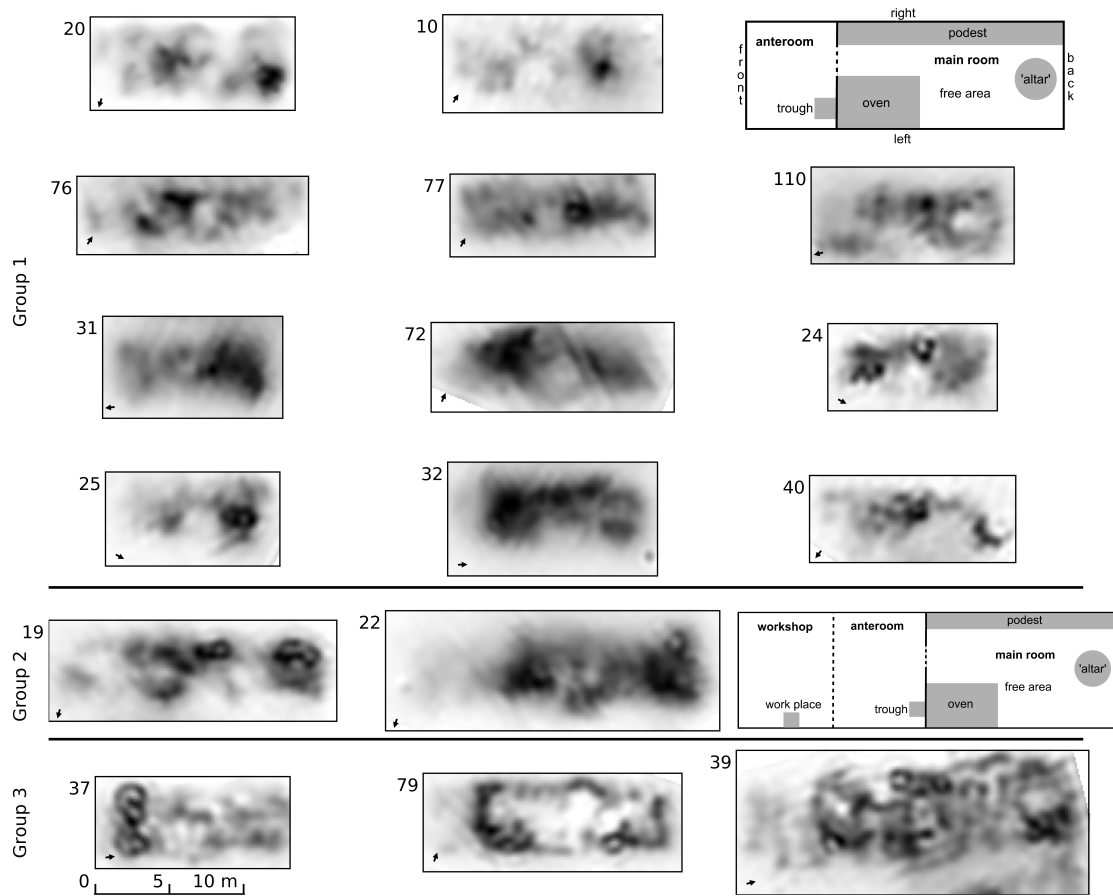 20
10
right
podest
anteroom
main room
front
back
'altar'
free area
oven
trough
left
76
77
110
Group 1
31
72
24
25
32
40
19
22
workshop
anteroom
podest
main room
'altar'
free area
work place
trough
oven
Group 2
37
79
39
Group 3
0 5 10 m